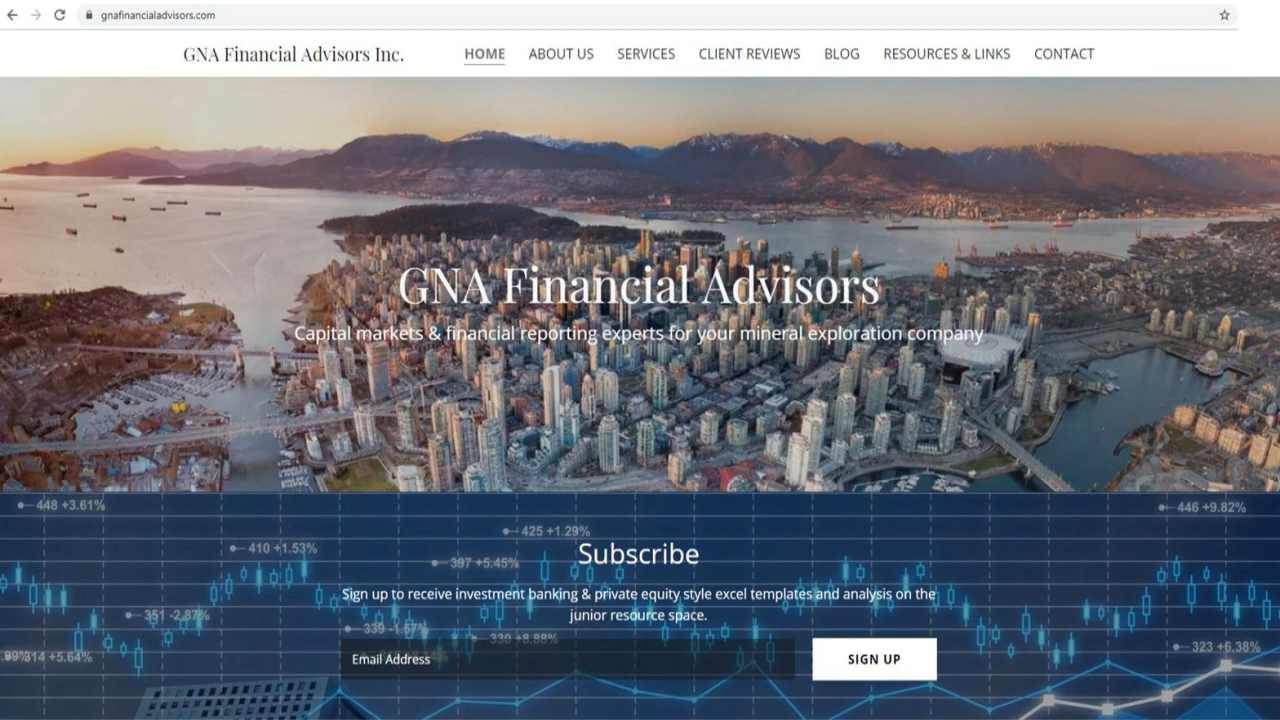 gnafinancialadvisors.com
GNA Financial Advisors Inc.
HOME
ABOUT US
SERVICES
CLIENT REVIEWS
BLOG
RESOURCES & LINKS
CONTACT
GNA Financial Advisors
Capital markets & financial reporting experts for your mineral exploration company
448 +3.61%
446 +9.82%
425 +1.29%
410 +1.53%
Subscribe
397 +5.45%
Sign up to receive investment banking & private equity style excel templates and analysis on the
junior resource space.
351 -2.87%
339 -1.57%
330 +8.88%
323 +6.38%
314 +5.64%
Email Address
SIGN UP